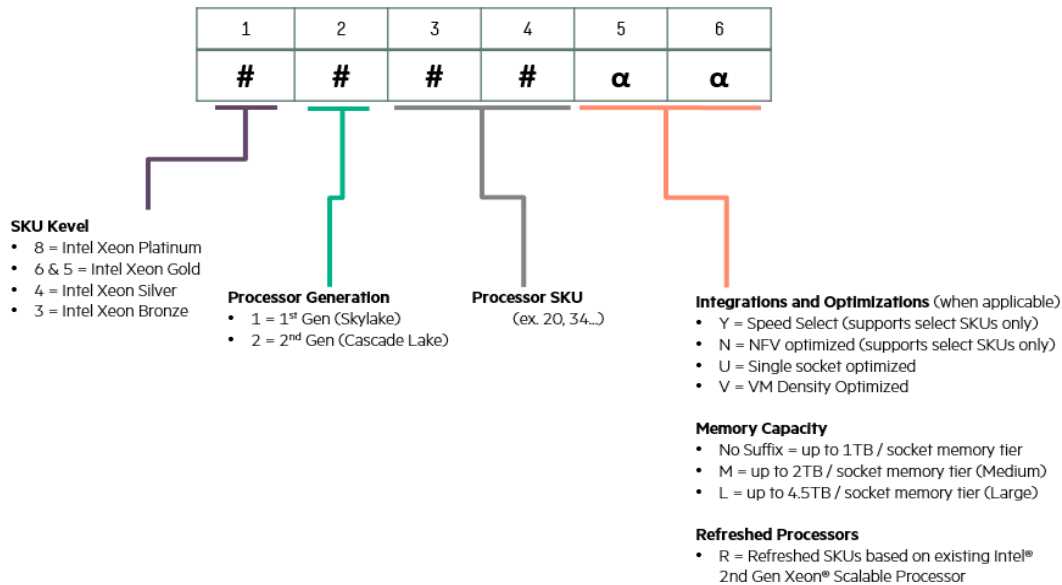 1 2 3 4 5 6
# # # # α α
SKU Kevel
• 8 = Intel Xeon Platinum
• 6 & 5 = Intel Xeon Gold
• 4 = Intel Xeon Silver
• 3 = Intel Xeon Bronze
Processor Generation
• 1 = 1st Gen (Skylake)
• 2 = 2nd Gen (Cascade Lake)
Processor SKU
(ex. 20, 34...)
Integrations and Optimizations (when applicable)
• Y = Speed Select (supports select SKUs only)
• N = NFV optimized (supports select SKUs only)
• U = Single socket optimized
• V = VM Density Optimized
Memory Capacity
• No Suffix = up to 1TB / socket memory tier
• M = up to 2TB / socket memory tier (Medium)
• L = up to 4.5TB / socket memory tier (Large)
Refreshed Processors
• R = Refreshed SKUs based on existing Intel®
2nd Gen Xeon® Scalable Processor